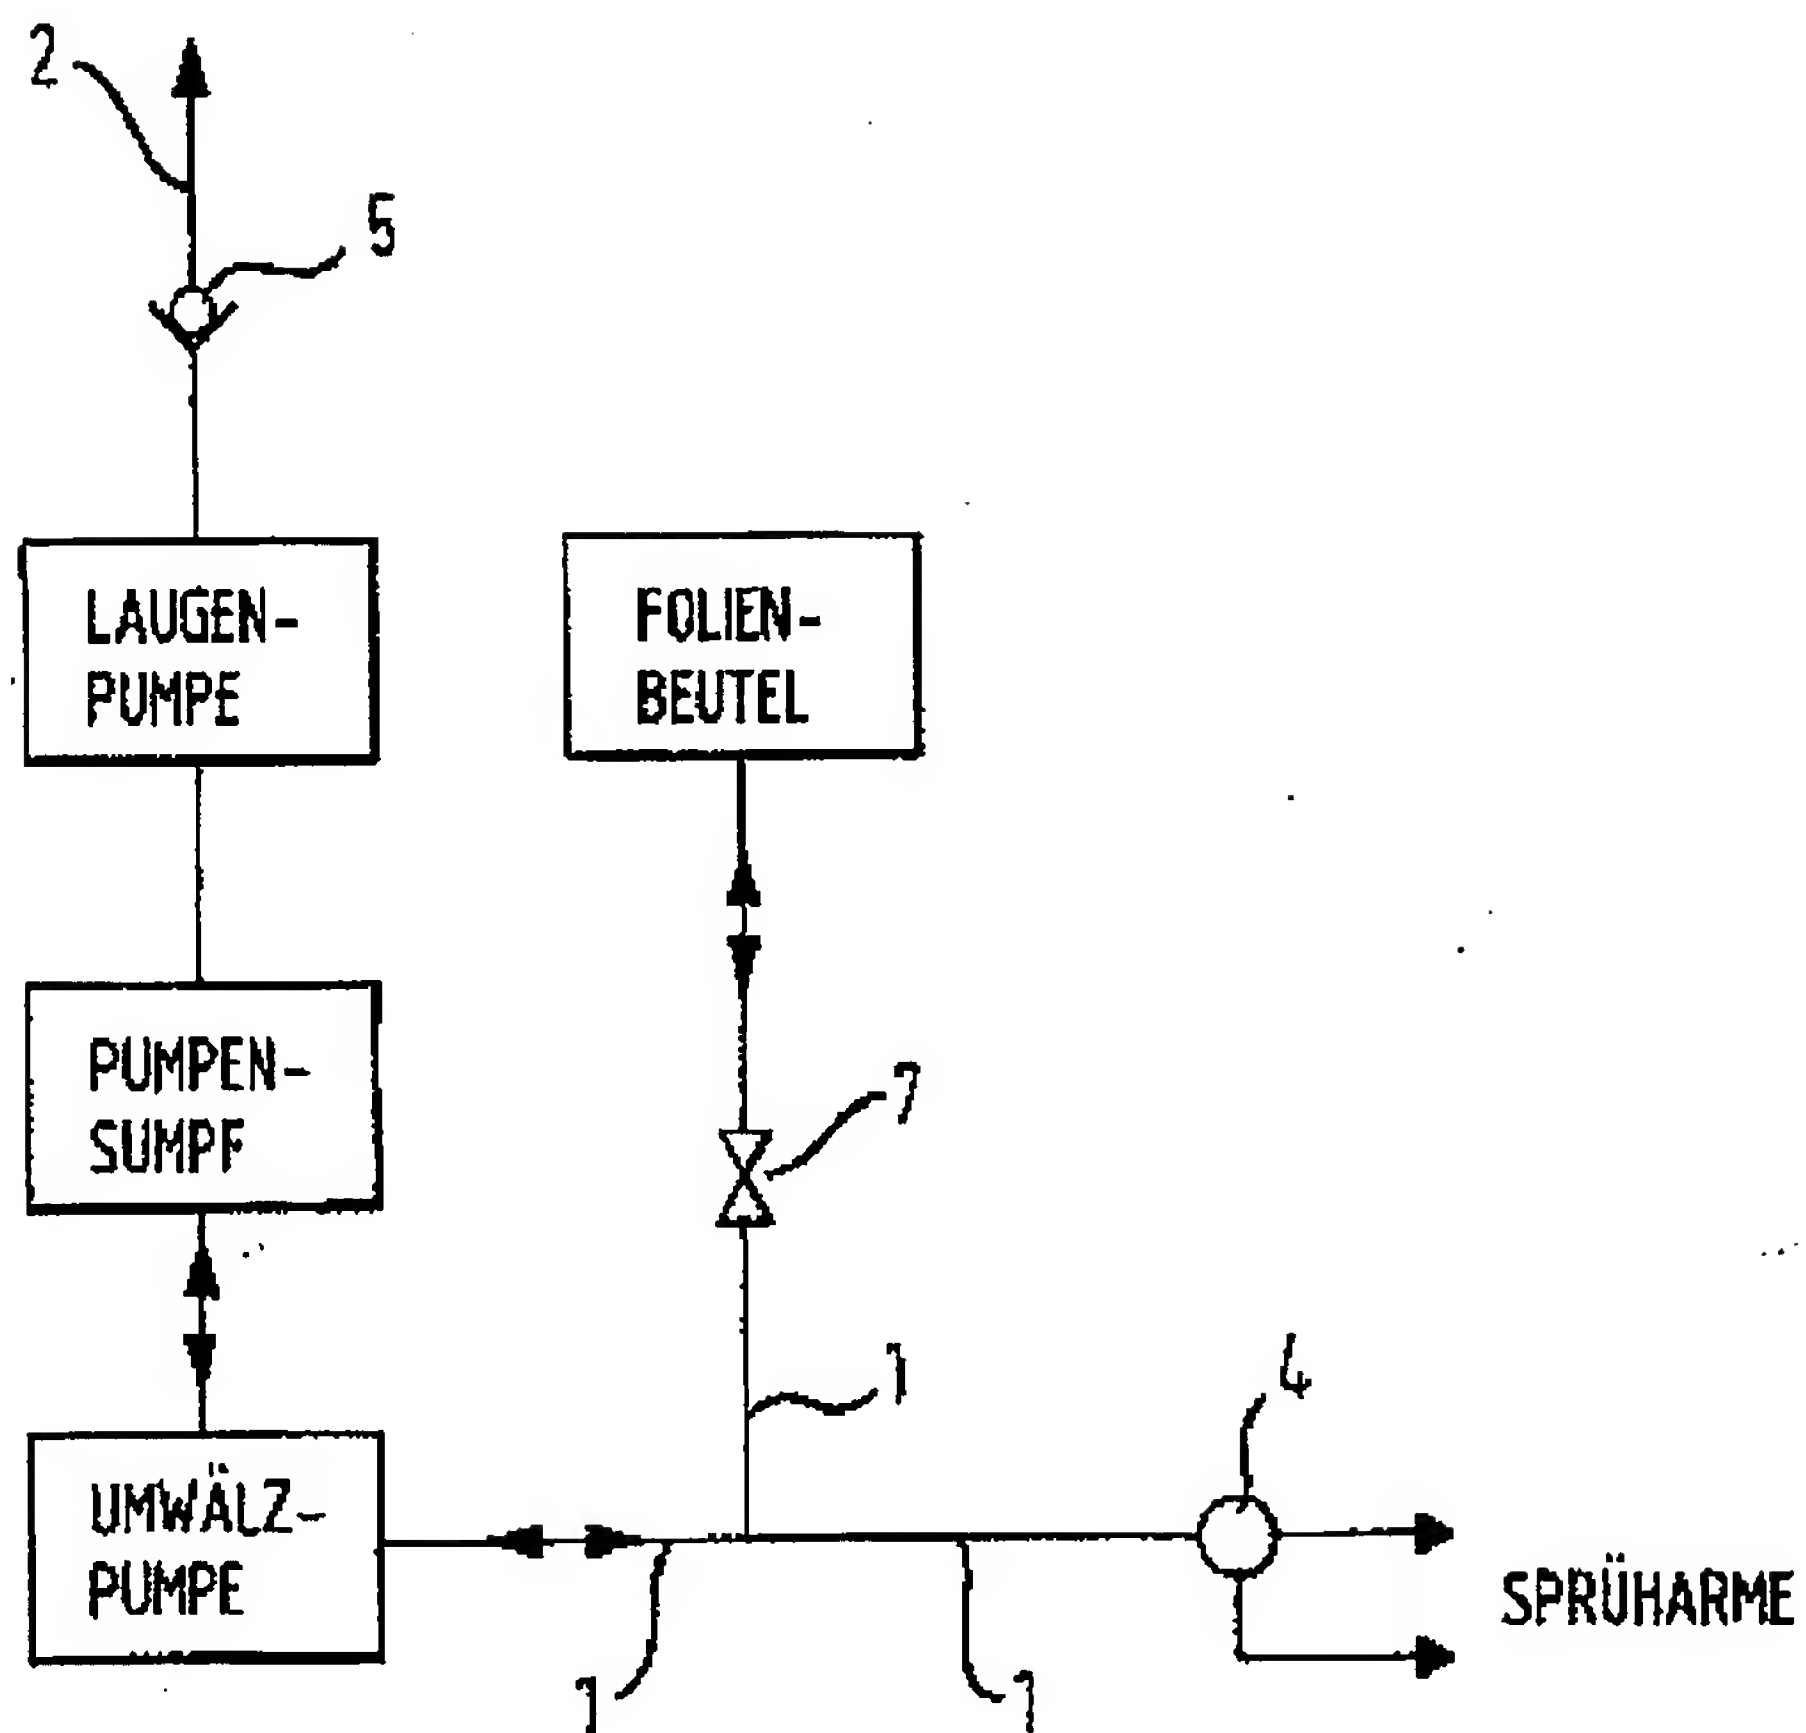 2
5
LAUGEN-
PUMPE
FOLIEN-
BEUTEL
PUMPEN-
SUMPF
7
1
4
UMWÄLZ-
PUMPE
SPRÜHARME
1
1